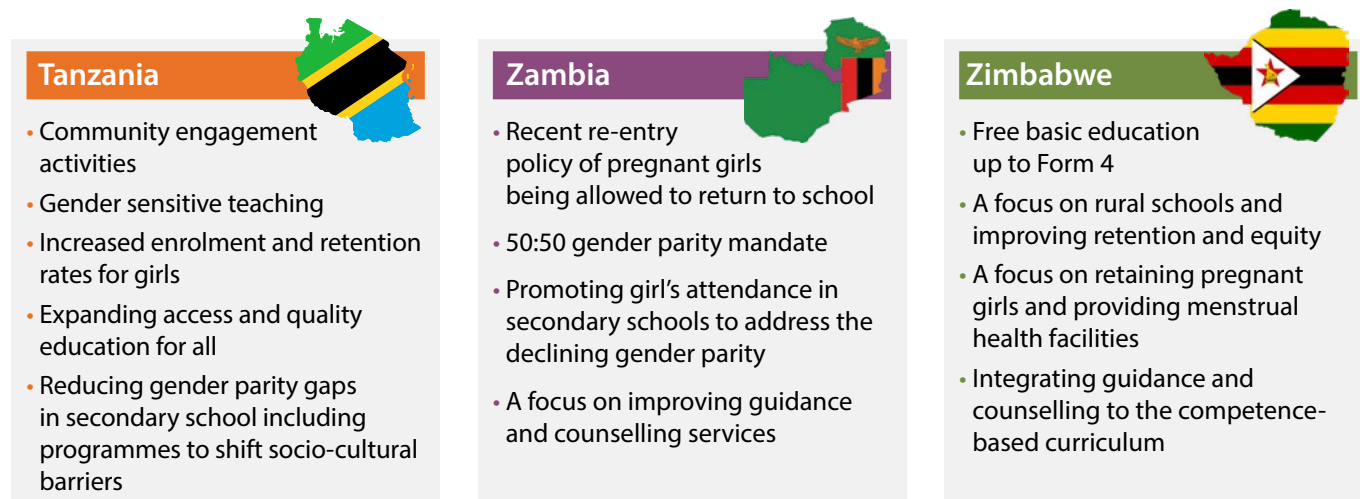 Tanzania
• Community engagement
activities
• Gender sensitive teaching
• Increased enrolment and retention
rates for girls
• Expanding access and quality
education for all
• Reducing gender parity gaps
in secondary school including
programmes to shift socio-cultural
barriers
Zambia
• Recent re-entry
policy of pregnant girls
being allowed to return to school
• 50:50 gender parity mandate
• Promoting girl's attendance in
secondary schools to address the
declining gender parity
• A focus on improving guidance
and counselling services
Zimbabwe
• Free basic education
up to Form 4
• A focus on rural schools and
improving retention and equity
• A focus on retaining pregnant
girls and providing menstrual
health facilities
• Integrating guidance and
counselling to the competence-
based curriculum